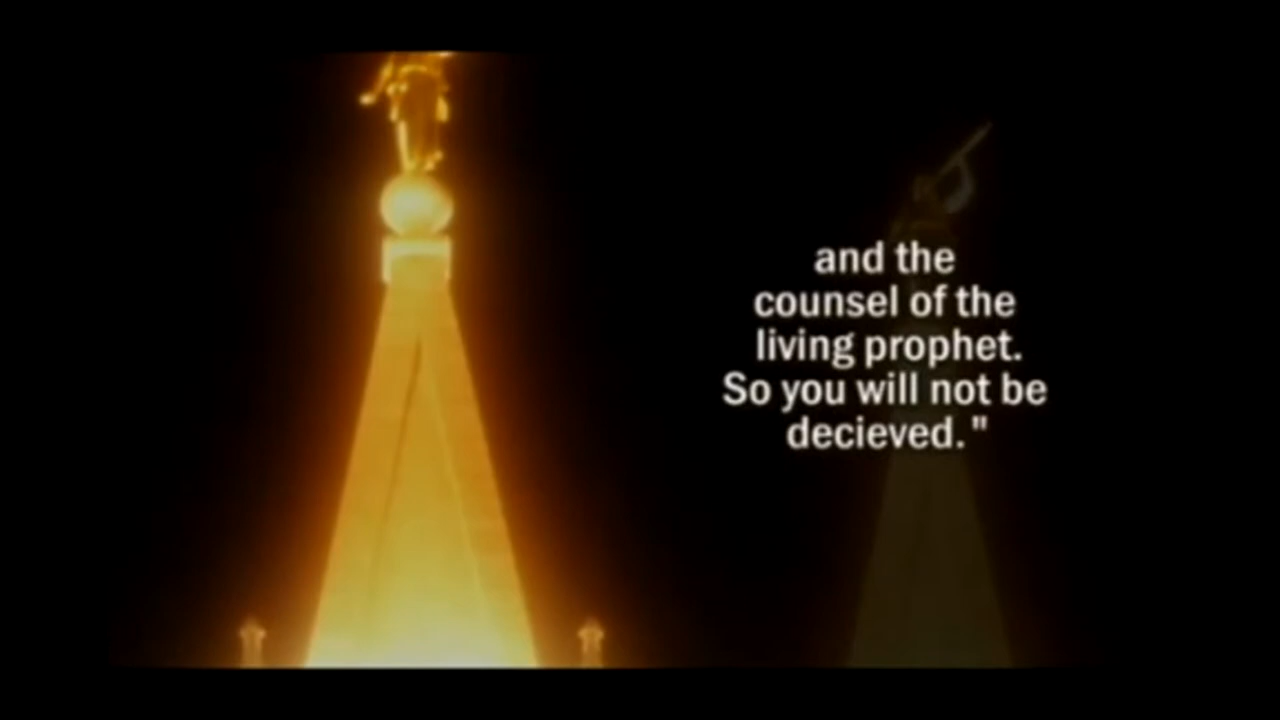 and the
counsel of the
living prophet.
So you will not be
decieved."